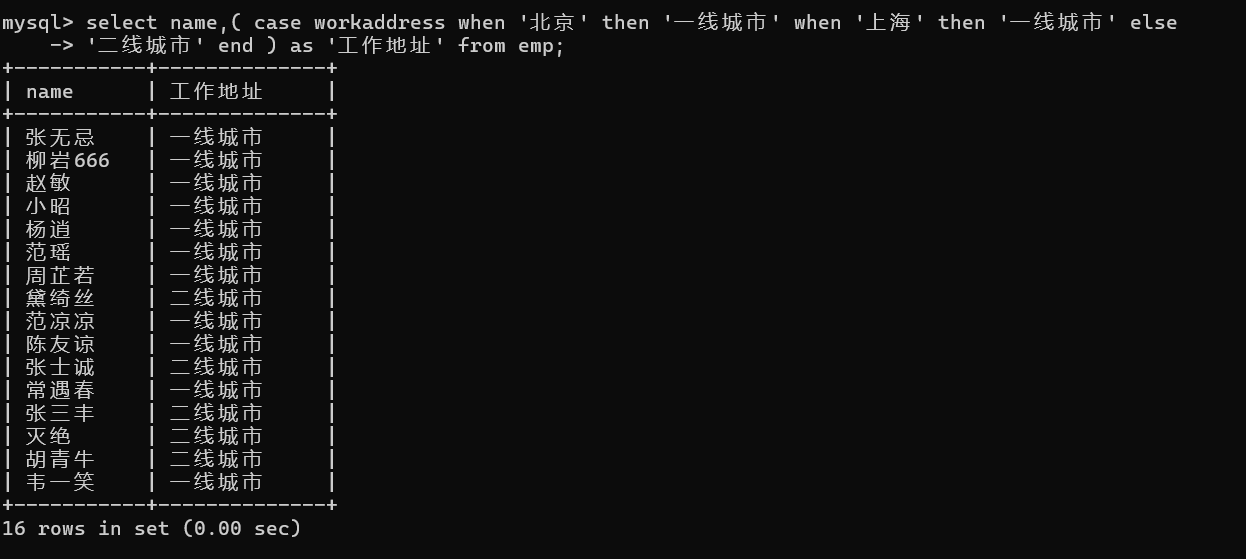 mysql> select name,( case workaddress when '北京' then '一线城市' when '上海' then '一线城市' else
    -> '二线城市' end ) as '工作地址' from emp;
+-----------+--------------+
| name      | 工作地址     |
+-----------+--------------+
| 张无忌    | 一线城市     |
| 柳岩666   | 一线城市     |
| 赵敏      | 一线城市     |
| 小昭      | 一线城市     |
| 杨逍      | 一线城市     |
| 范瑶      | 一线城市     |
| 周芷若    | 一线城市     |
| 黛绮丝    | 二线城市     |
| 范凉凉    | 一线城市     |
| 陈友谅    | 一线城市     |
| 张士诚    | 二线城市     |
| 常遇春    | 一线城市     |
| 张三丰    | 二线城市     |
| 灭绝      | 二线城市     |
| 胡青牛    | 二线城市     |
| 韦一笑    | 一线城市     |
+-----------+--------------+
16 rows in set (0.00 sec)